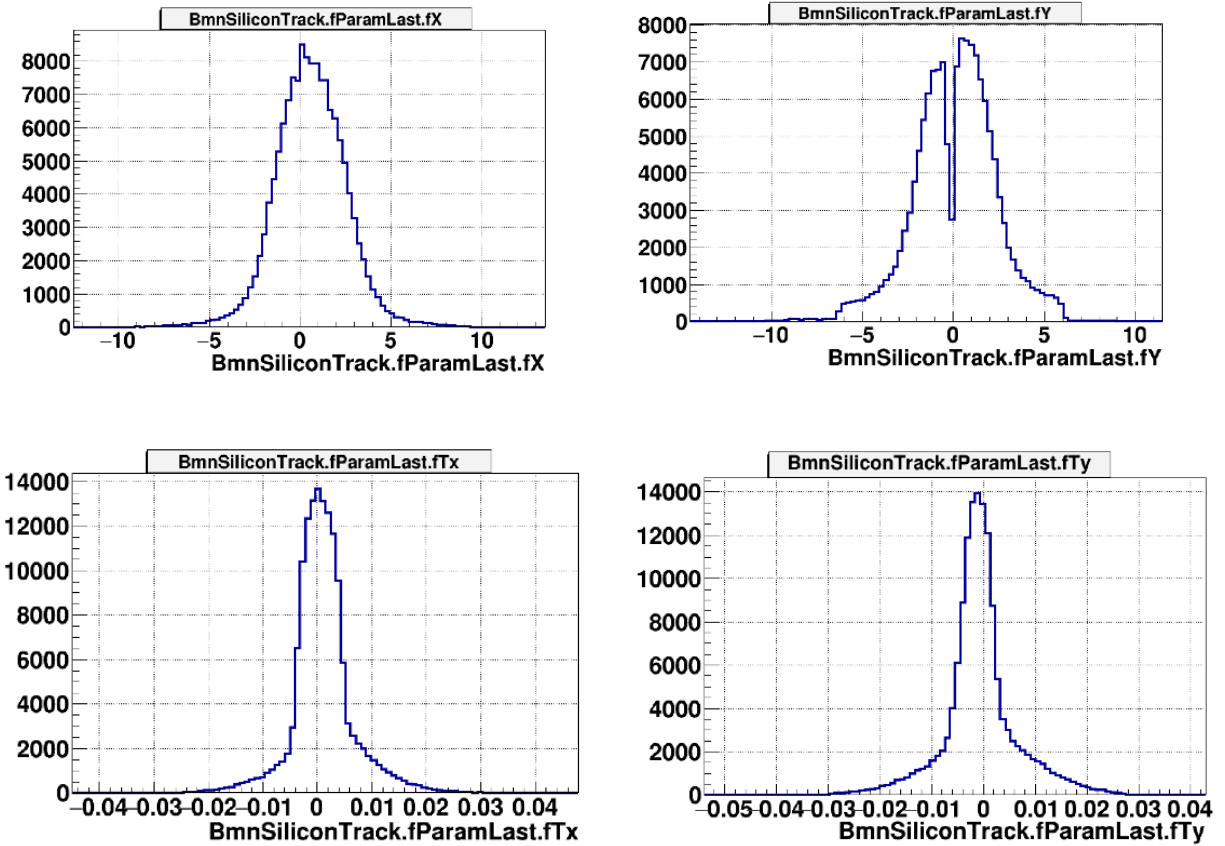 BmnSiliconTrack.fParamLast.fX
8000
7000
6000
5000
4000
3000
2000
1000
0
−10 −5 0 5 10
BmnSiliconTrack.fParamLast.fX
BmnSiliconTrack.fParamLast.fY
8000
7000
6000
5000
4000
3000
2000
1000
0
−10 −5 0 5 10
BmnSiliconTrack.fParamLast.fY
BmnSiliconTrack.fParamLast.fTx
14000
12000
10000
8000
6000
4000
2000
0
−0.04 −0.03 −0.02 −0.01 0 0.01 0.02 0.03 0.04
BmnSiliconTrack.fParamLast.fTx
BmnSiliconTrack.fParamLast.fTy
14000
12000
10000
8000
6000
4000
2000
0
−0.05 −0.04 −0.03 −0.02 −0.01 0 0.01 0.02 0.03 0.04
BmnSiliconTrack.fParamLast.fTy